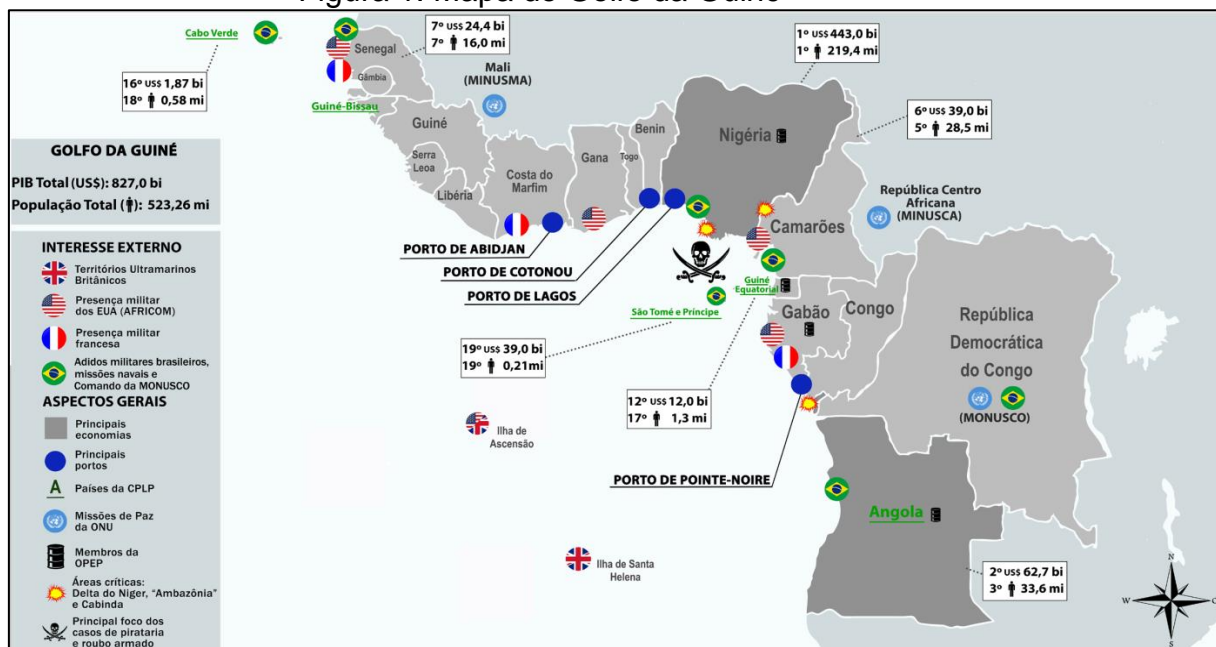 Figura 1: Mapa do Golfo da Guiné
Cabo Verde
16º US$ 1,87 bi
18º 0,58 mi
Senegal
Gâmbia
Guiné-Bissau
7º US$ 24,4 bi
7º 16,0 mi
Mali
(MINUSMA)
1º US$ 443,0 bi
1º 219,4 mi
6º US$ 39,0 bi
5º 28,5 mi
Guiné
Serra
Leoa
Libéria
Costa do
Marfim
Gana
Togo
Benin
Nigéria
Camarões
República Centro
Africana
(MINUSCA)
PORTO DE ABIDJAN
PORTO DE COTONOU
PORTO DE LAGOS
São Tomé e Príncipe
Guiné
Equatorial
Gabão
Congo
República
Democrática
do Congo
(MONUSCO)
19º US$ 39,0 bi
19º 0,21mi
12º US$ 12,0 bi
17º 1,3 mi
Ilha de
Ascensão
PORTO DE POINTE-NOIRE
Angola
Ilha de Santa
Helena
2º US$ 62,7 bi
3º 33,6 mi
N
W
S
GOLFO DA GUINÉ
PIB Total (US$): 827,0 bi
População Total ( ): 523,26 mi
INTERESSE EXTERNO
Territórios Ultramarinos
Britânicos
Presença militar
dos EUA (AFRICOM)
Presença militar
francesa
Adidos militares brasileiros,
missões navais e
Comando da MONUSCO
ASPECTOS GERAIS
Principais
economias
Principais
portos
A Países da CPLP
Missões de Paz
da ONU
Membros da
OPEP
Áreas críticas:
Delta do Niger, "Ambazônia"
e Cabinda
Principal foco dos
casos de pirataria
e roubo armado